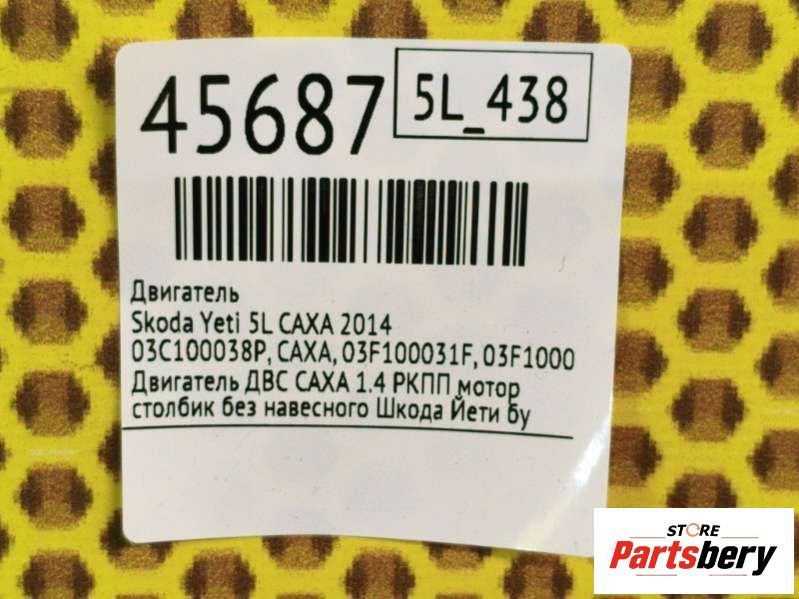 45687
5L_438
Двигатель
Skoda Yeti 5L CAXA 2014
03C100038P, CAXA, 03F100031F, 03F1000
Двигатель ДВС CAXA 1.4 РКПП мотор
столбик без навесного Шкода Йети бу
STORE
Partsbery